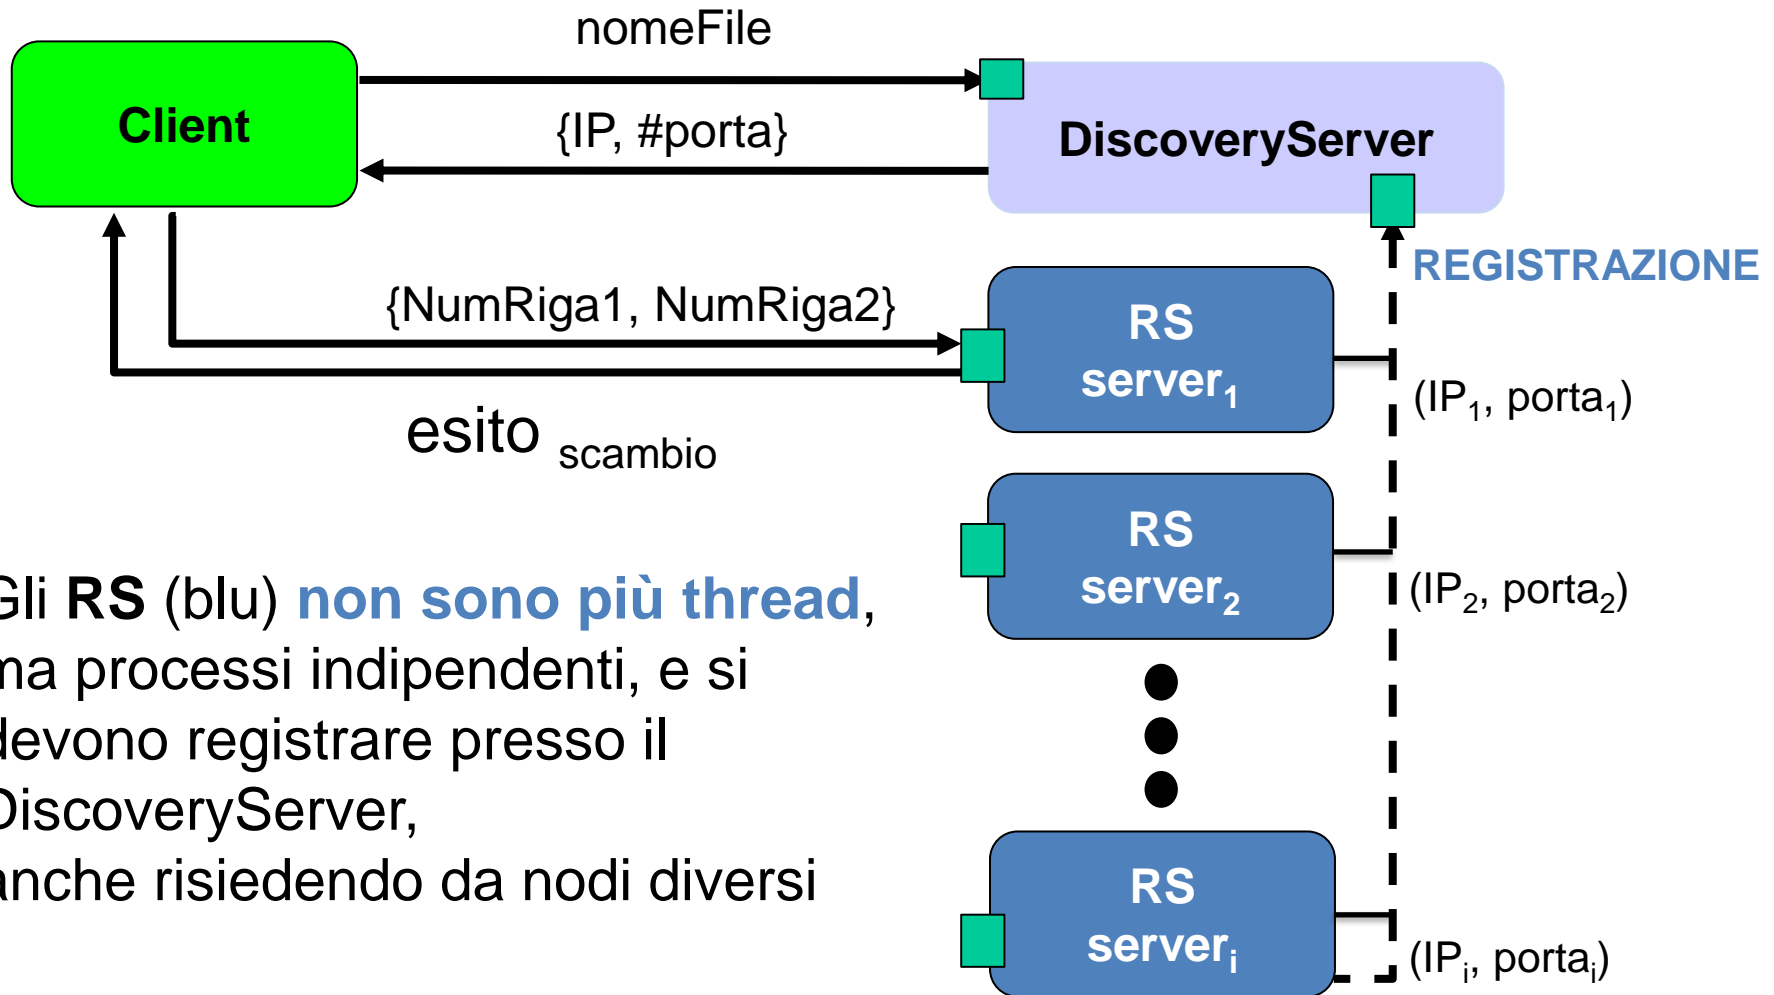 nomeFile
Client
{IP, #porta}
DiscoveryServer
REGISTRAZIONE
{NumRiga1, NumRiga2}
RS
server₁
(IP₁, porta₁)
esito scambio
RS
server₂
(IP₂, porta₂)
Gli RS (blu) non sono più thread,
ma processi indipendenti, e si
devono registrare presso il
DiscoveryServer,
anche risiedendo da nodi diversi
RS
serverᵢ
(IPᵢ, portaᵢ)